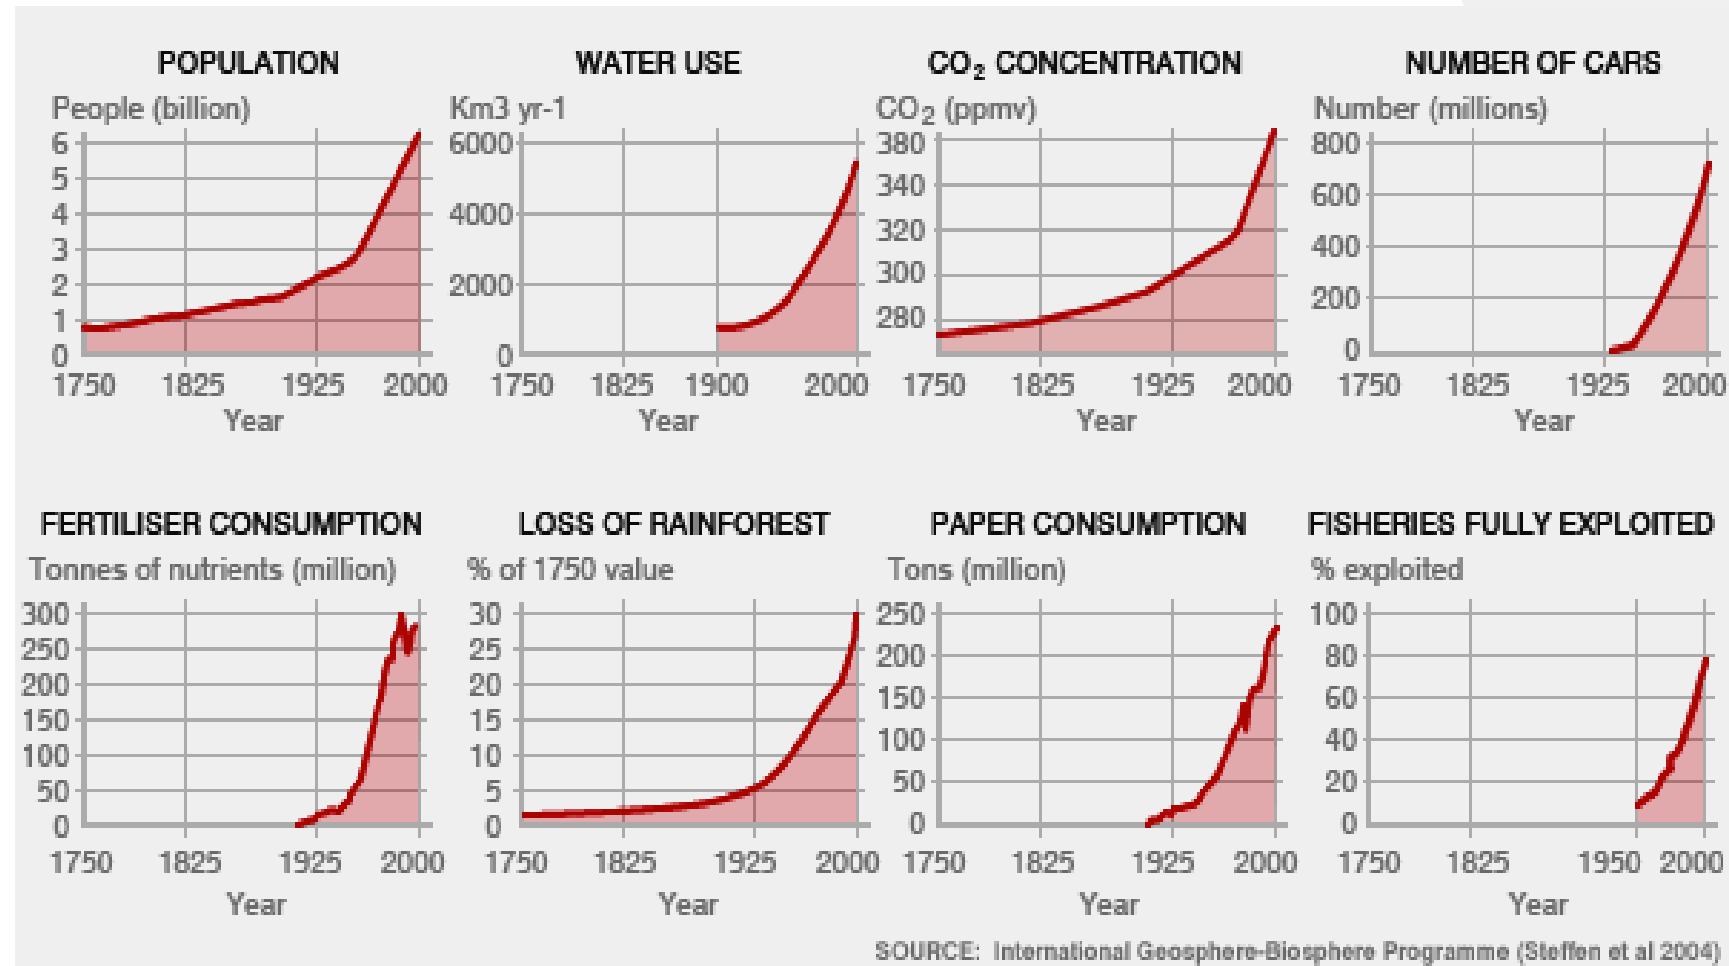 POPULATION
People (billion)
6
5
4
3
2
1
0
1750 1825 1925 2000
Year
WATER USE
Km3 yr-1
6000
4000
2000
0
1750 1825 1900 2000
Year
CO₂ CONCENTRATION
CO₂ (ppmv)
380
340
320
300
280
1750 1825 1925 2000
Year
NUMBER OF CARS
Number (millions)
800
600
400
200
0
1750 1825 1925 2000
Year
FERTILISER CONSUMPTION
Tonnes of nutrients (million)
300
250
200
150
100
50
0
1750 1825 1925 2000
Year
LOSS OF RAINFOREST
% of 1750 value
30
25
20
15
10
5
0
1750 1825 1925 2000
Year
PAPER CONSUMPTION
Tons (million)
250
200
150
100
50
0
1750 1825 1925 2000
Year
FISHERIES FULLY EXPLOITED
% exploited
100
80
60
40
20
0
1750 1825 1950 2000
Year
SOURCE: International Geosphere-Biosphere Programme (Steffen et al 2004)